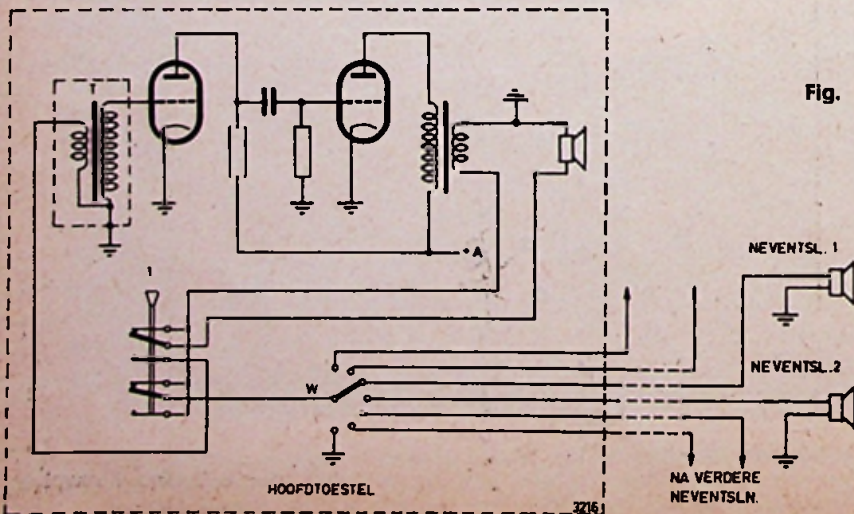 T
Fig.
+A
NEVENTSL. 1
1
NEVENTSL. 2
W
NA VERDERE
NEVENTSLN.
HOOFDTOESTEL
3216